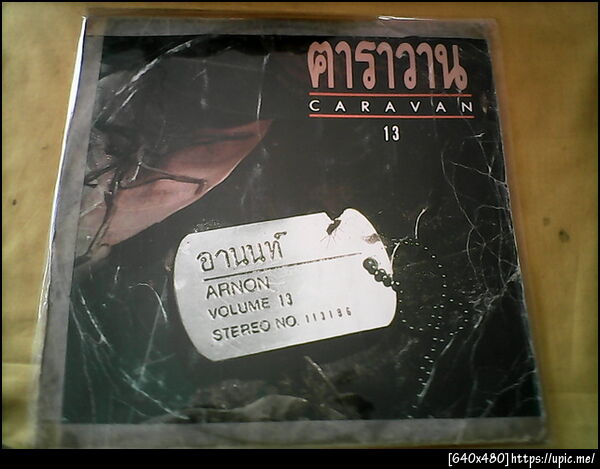 คาราวาน
CARAVAN
13
อานนท์
ARNON
VOLUME 13
STEREO NO. 113186
[640x480]https://upic.me/